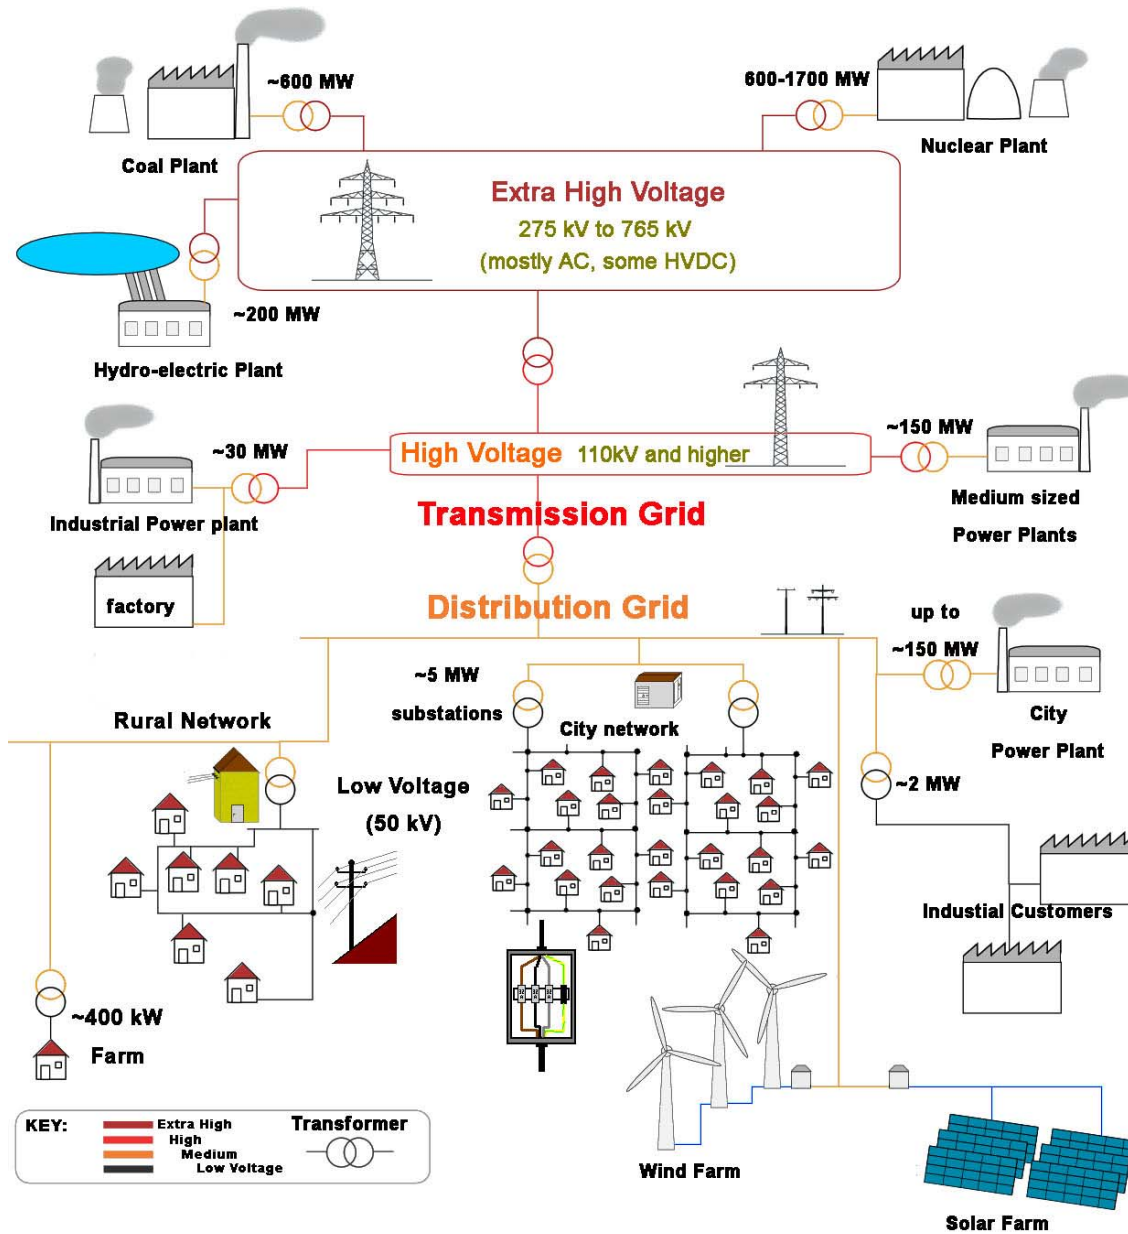 ~600 MW
600-1700 MW
Coal Plant
Nuclear Plant
Extra High Voltage
275 kV to 765 kV
(mostly AC, some HVDC)
~200 MW
Hydro-electric Plant
~30 MW
High Voltage 110kV and higher
~150 MW
Industrial Power plant
Medium sized
Power Plants
Transmission Grid
factory
Distribution Grid
up to
~150 MW
~5 MW
substations
Rural Network
City network
City
Power Plant
Low Voltage
(50 kV)
~2 MW
Industial Customers
~400 kW
Farm
KEY:
Extra High
High
Medium
Low Voltage
Transformer
Wind Farm
Solar Farm